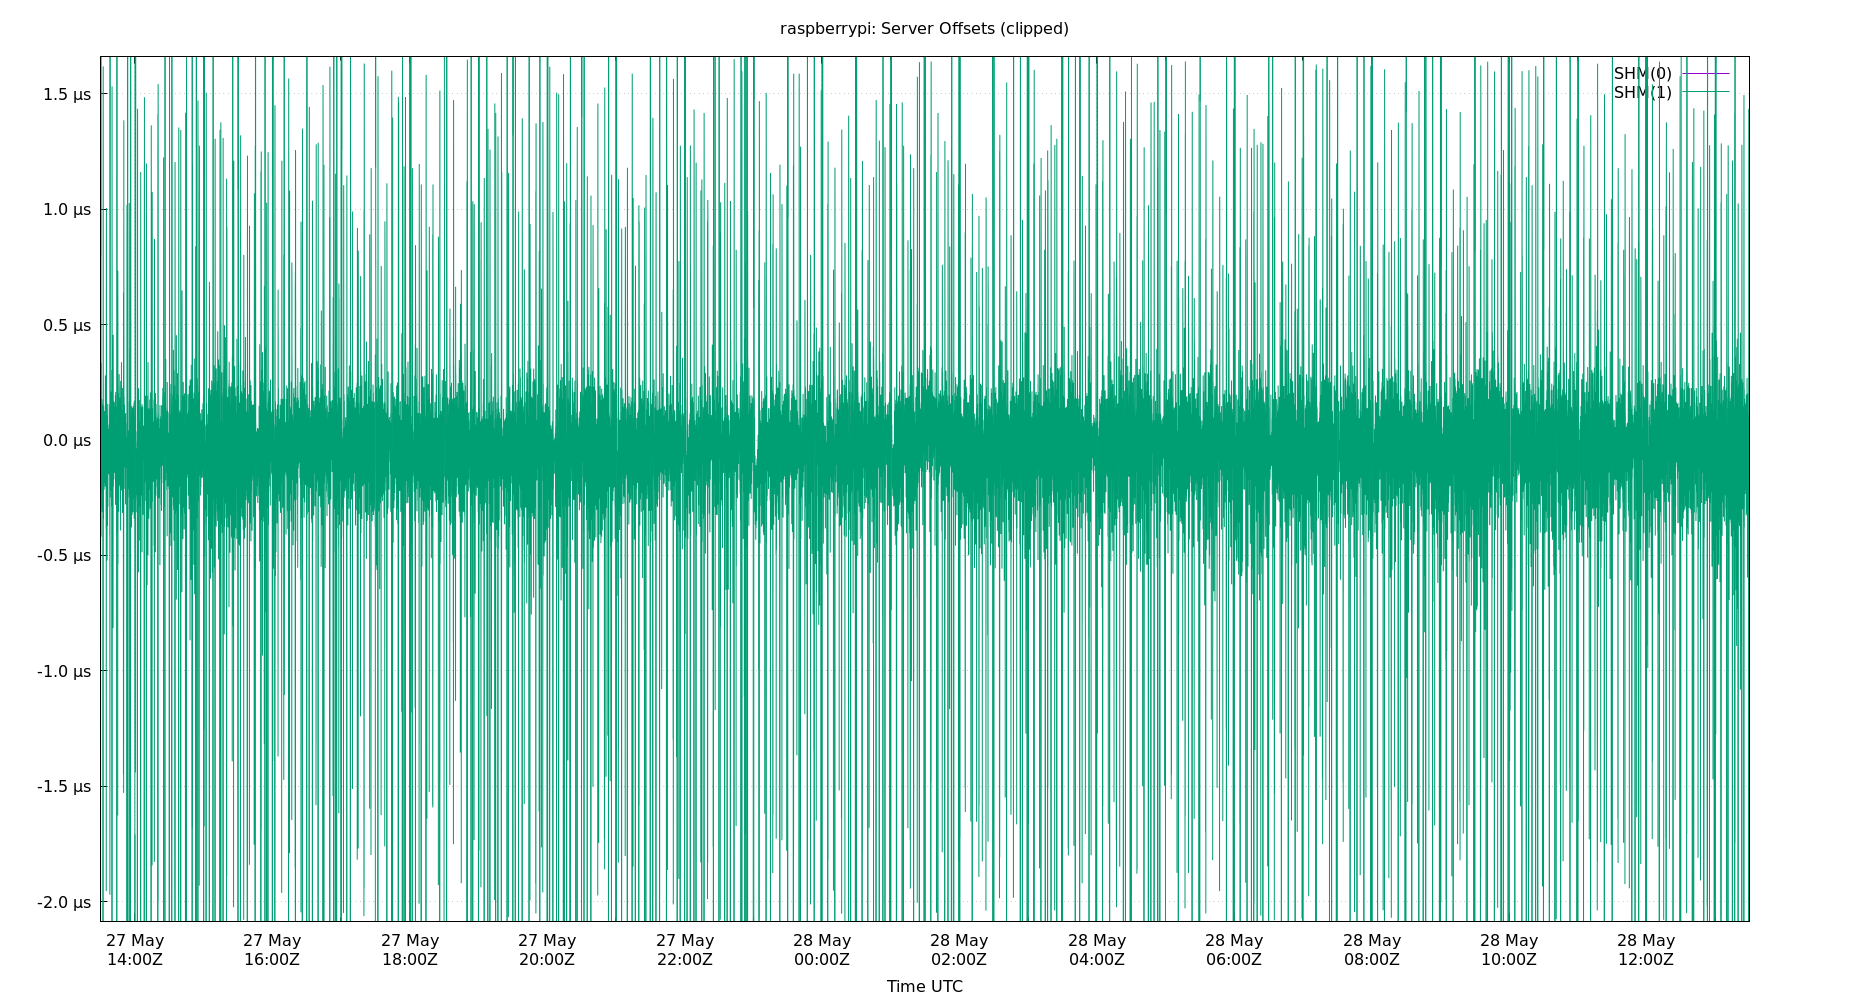 raspberrypi: Server Offsets (clipped)
SHM(0)
SHM(1)
1.5 µs
1.0 µs
0.5 µs
0.0 µs
-0.5 µs
-1.0 µs
-1.5 µs
-2.0 µs
27 May 27 May 27 May 27 May 27 May 28 May 28 May 28 May 28 May 28 May 28 May 28 May
14:00Z 16:00Z 18:00Z 20:00Z 22:00Z 00:00Z 02:00Z 04:00Z 06:00Z 08:00Z 10:00Z 12:00Z
Time UTC